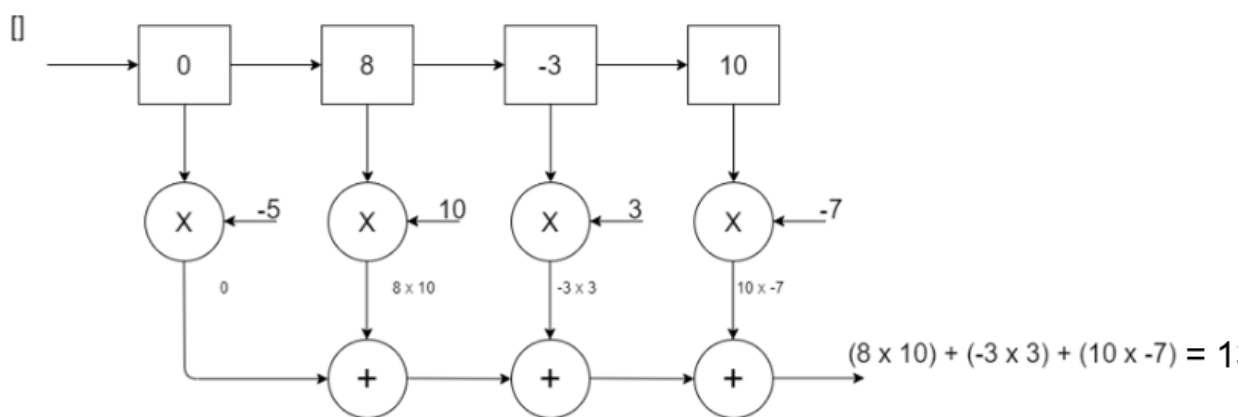 []
0 8 -3 10
X -5 X 10 X 3 X -7
0 8 x 10 -3 x 3 10 x -7
(8 x 10) + (-3 x 3) + (10 x -7) = 1
+ + +